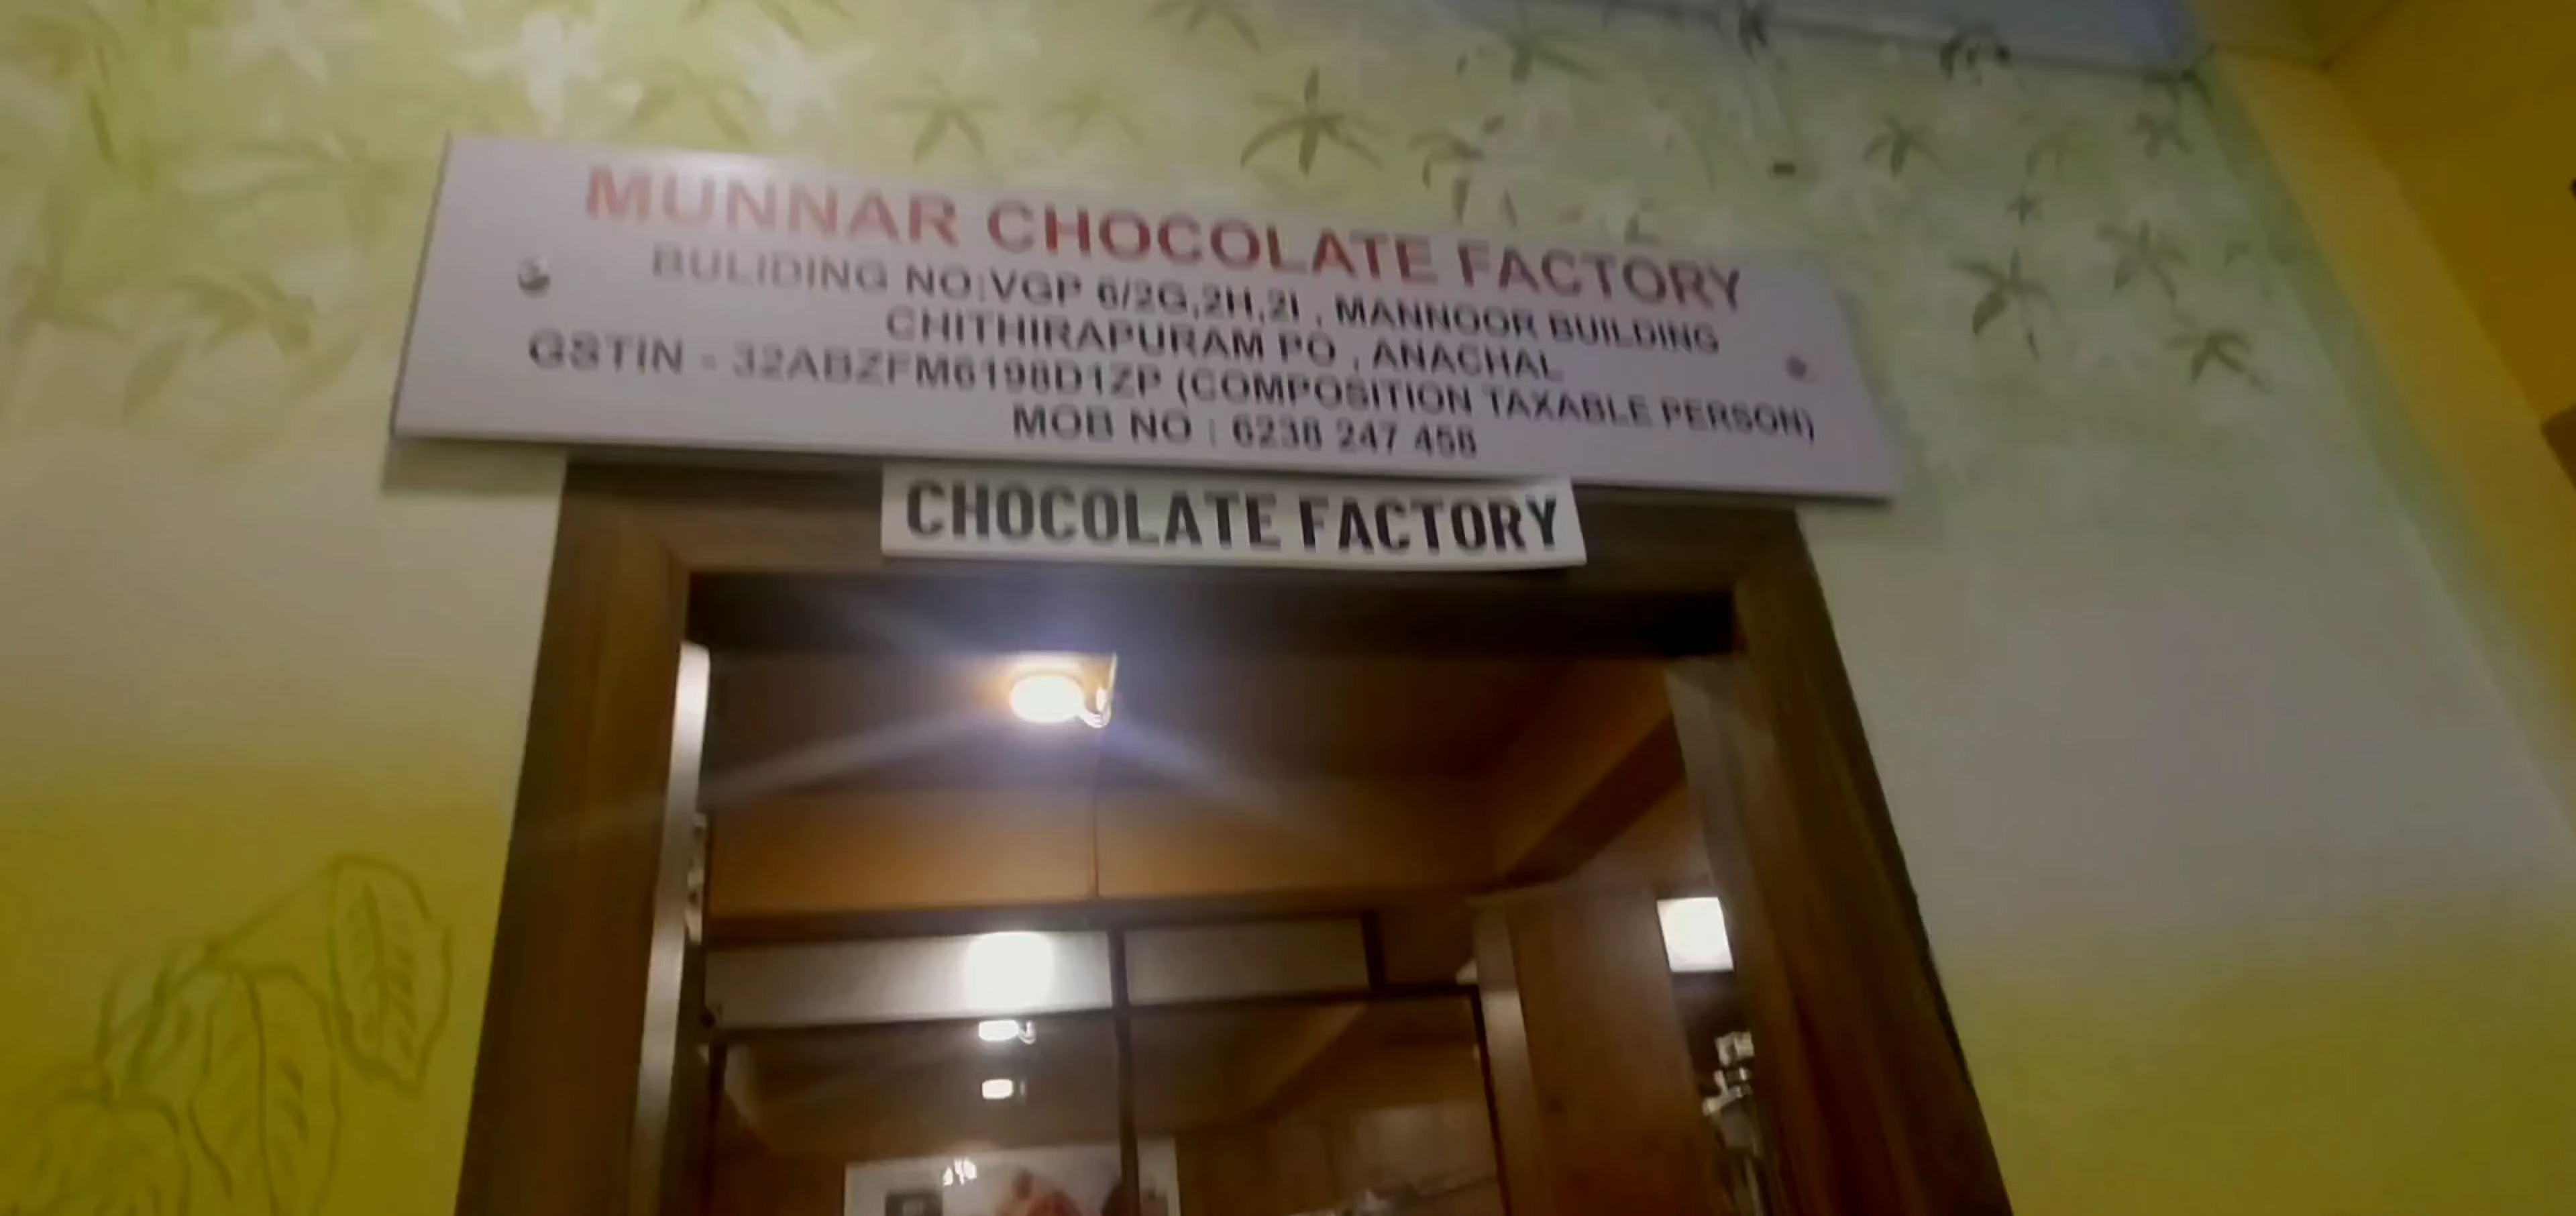 MUNNAR CHOCOLATE FACTORY
BULIDING NO:VGP 6/2G,2H,2I , MANNOOR BUILDING
CHITHIRAPURAM PO , ANACHAL
GSTIN - 32ABZFM6198D1ZP (COMPOSITION TAXABLE PERSON)
MOB NO : 6238 247 458
CHOCOLATE FACTORY